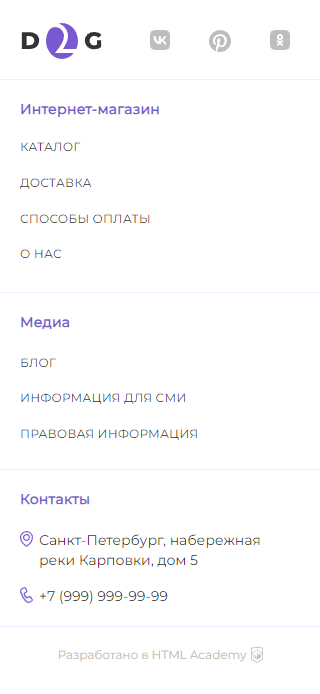 D2G
Интернет-магазин
КАТАЛОГ
ДОСТАВКА
СПОСОБЫ ОПЛАТЫ
О НАС
Медиа
БЛОГ
ИНФОРМАЦИЯ ДЛЯ СМИ
ПРАВОВАЯ ИНФОРМАЦИЯ
Контакты
Санкт-Петербург, набережная
реки Карповки, дом 5
+7 (999) 999-99-99
Разработано в HTML Academy